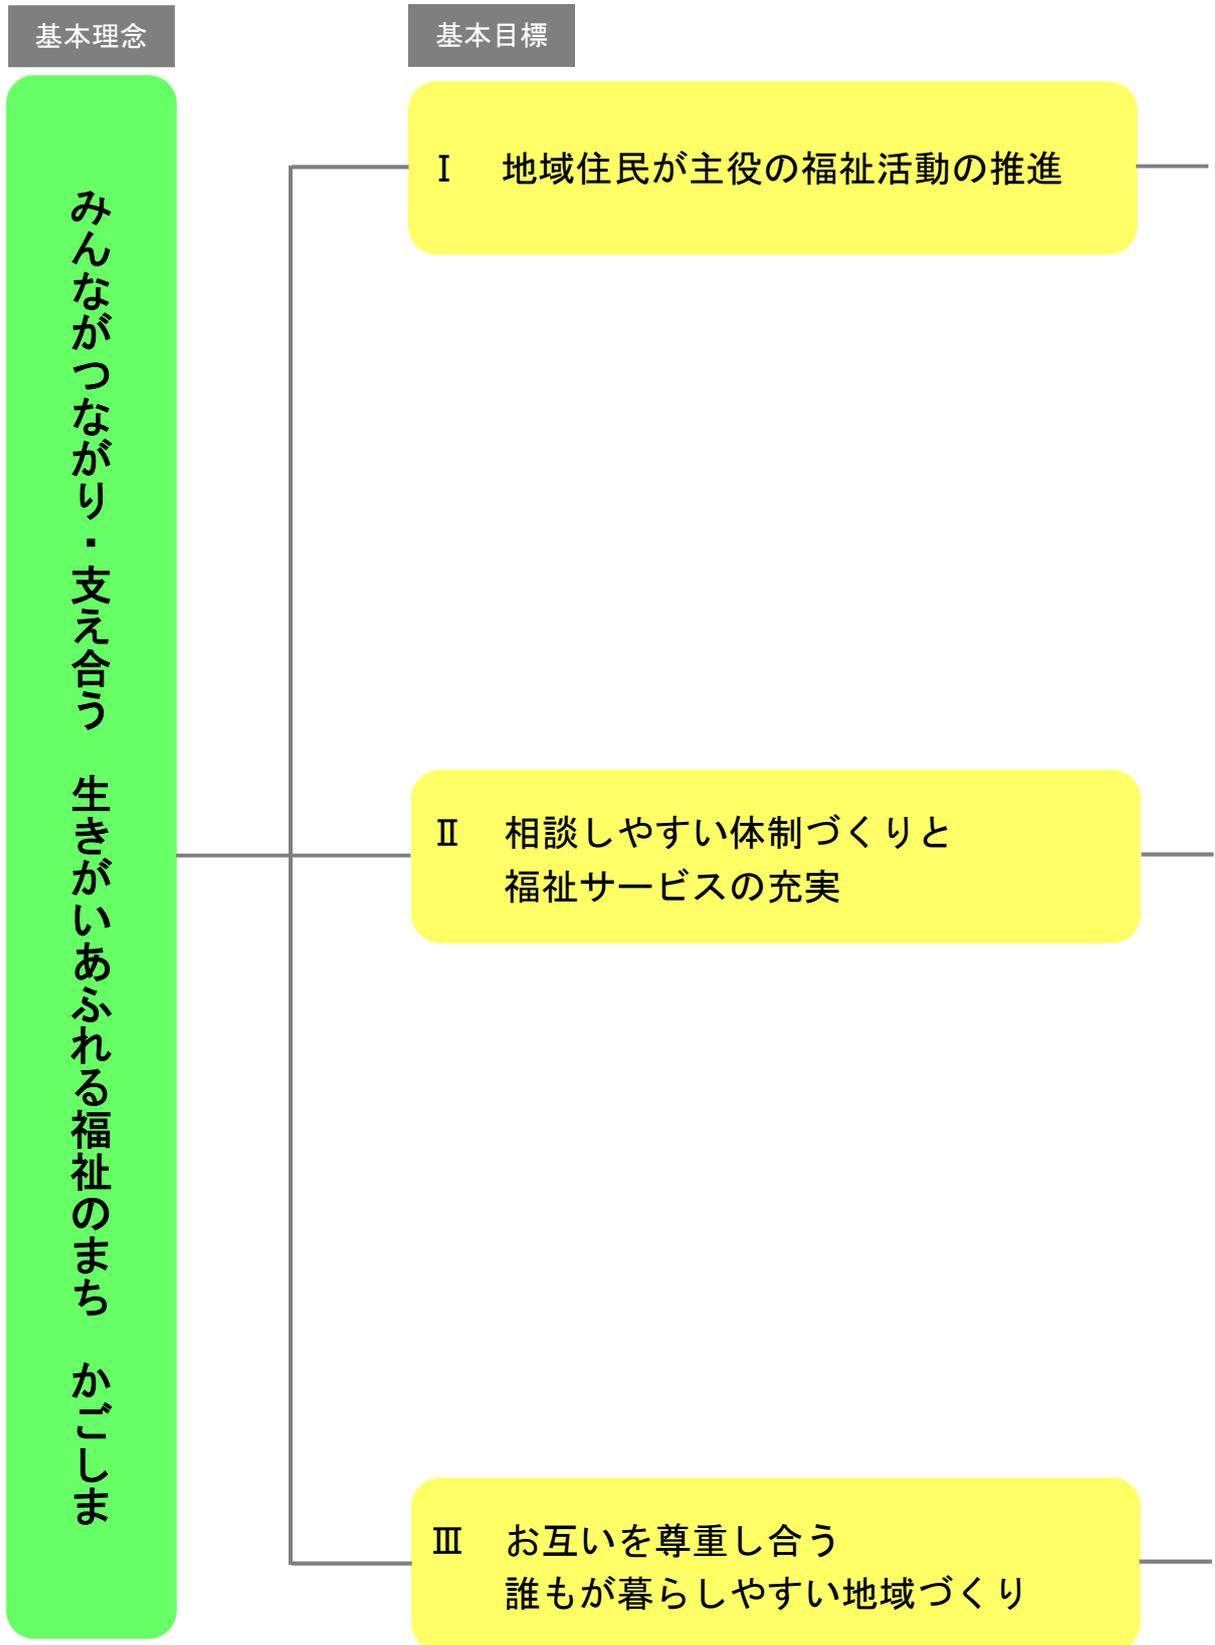 基本理念
基本目標
みんながつながり・支え合う　生きがいあふれる福祉のまち　かごしま
Ⅰ　地域住民が主役の福祉活動の推進
Ⅱ　相談しやすい体制づくりと
福祉サービスの充実
Ⅲ　お互いを尊重し合う
誰もが暮らしやすい地域づくり